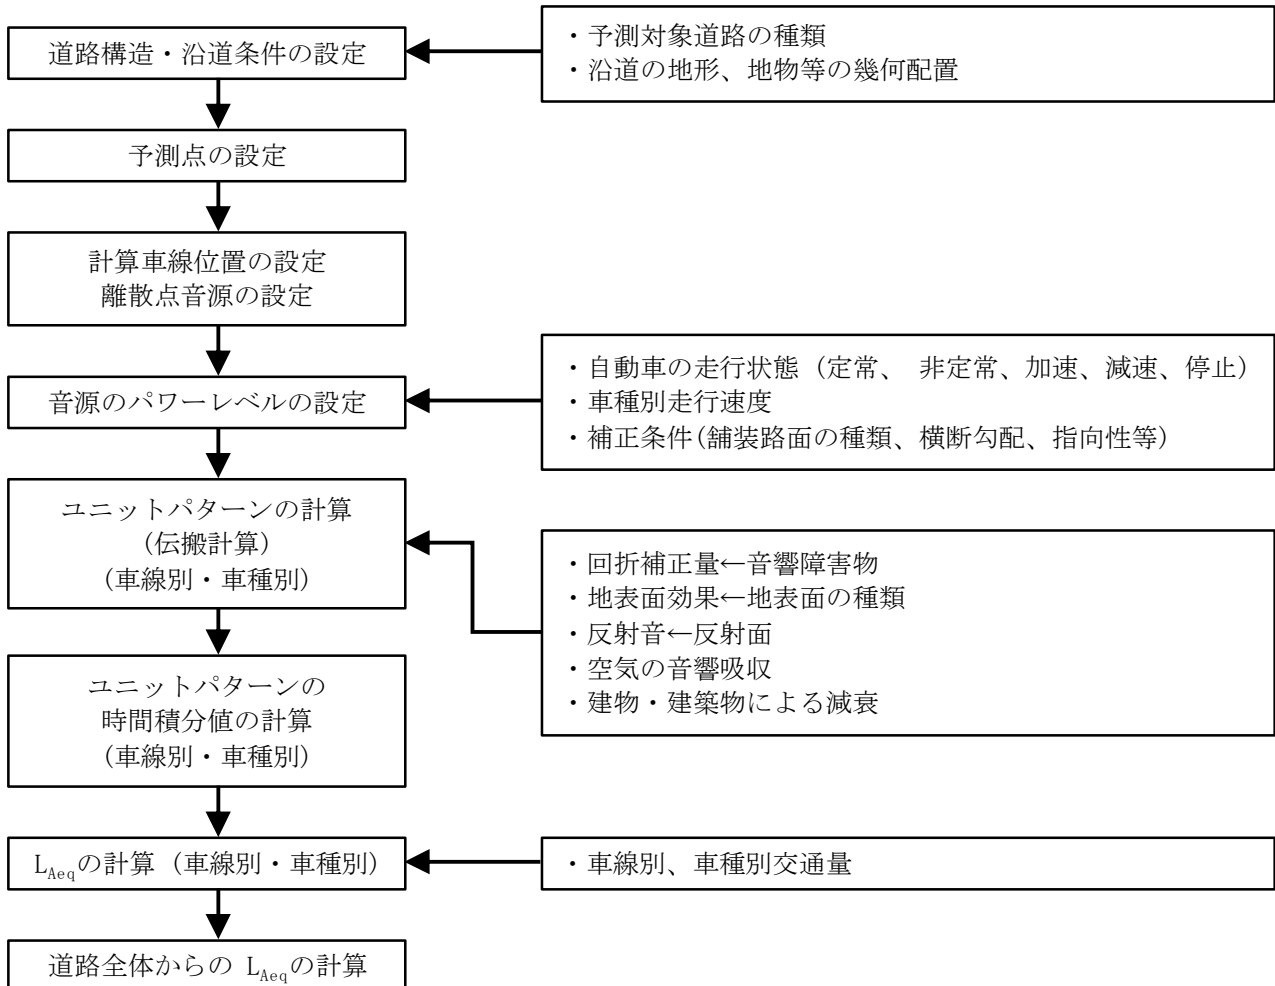 道路構造・沿道条件の設定
・予測対象道路の種類
・沿道の地形、地物等の幾何配置
予測点の設定
計算車線位置の設定
離散点音源の設定
音源のパワーレベルの設定
・自動車の走行状態（定常、 非定常、加速、減速、停止）
・車種別走行速度
・補正条件(舗装路面の種類、横断勾配、指向性等)
ユニットパターンの計算
（伝搬計算）
（車線別・車種別）
・回折補正量←音響障害物
・地表面効果←地表面の種類
・反射音←反射面
・空気の音響吸収
・建物・建築物による減衰
ユニットパターンの
時間積分値の計算
（車線別・車種別）
LAeqの計算（車線別・車種別）
・車線別、車種別交通量
道路全体からの LAeqの計算